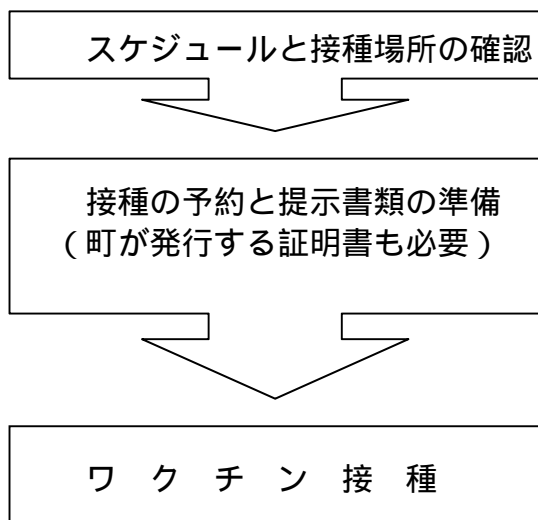 スケジュールと接種場所の確認
接種の予約と提示書類の準備
（町が発行する証明書も必要）
ワ　ク　チ　ン　接　種